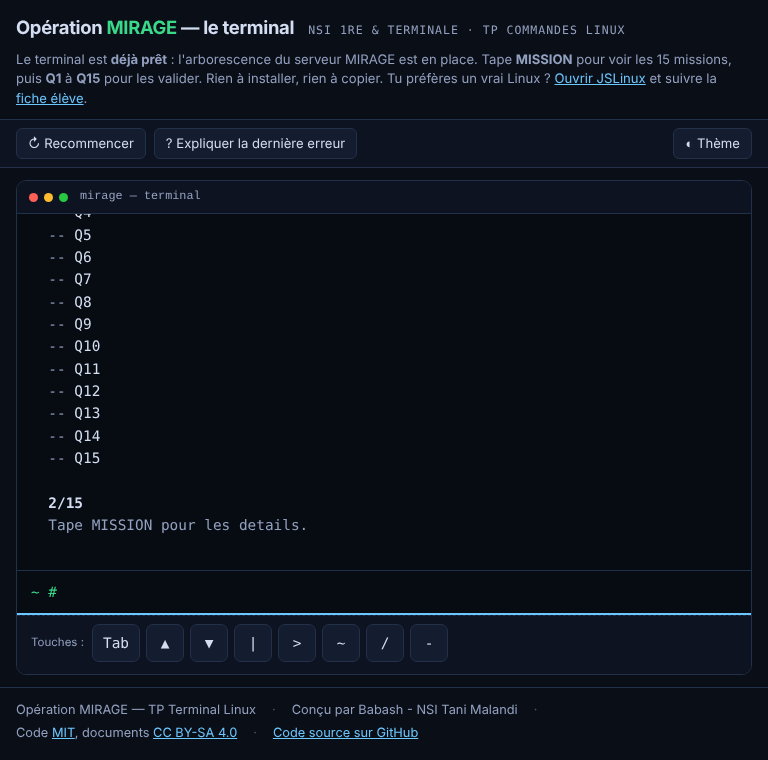 Opération MIRAGE — le terminal NSI 1RE & TERMINALE · TP COMMANDES LINUX
Le terminal est déjà prêt : l'arborescence du serveur MIRAGE est en place. Tape MISSION pour voir les 15 missions,
puis Q1 à Q15 pour les valider. Rien à installer, rien à copier. Tu préfères un vrai Linux ? Ouvrir JSLinux et suivre la
fiche élève.
↻ Recommencer ? Expliquer la dernière erreur ◐ Thème
mirage — terminal
-- Q4
-- Q5
-- Q6
-- Q7
-- Q8
-- Q9
-- Q10
-- Q11
-- Q12
-- Q13
-- Q14
-- Q15
2/15
Tape MISSION pour les details.
~ #
Touches : Tab ▲ ▼ | > ~ / -
Opération MIRAGE — TP Terminal Linux · Conçu par Babash - NSI Tani Malandi ·
Code MIT, documents CC BY-SA 4.0 · Code source sur GitHub